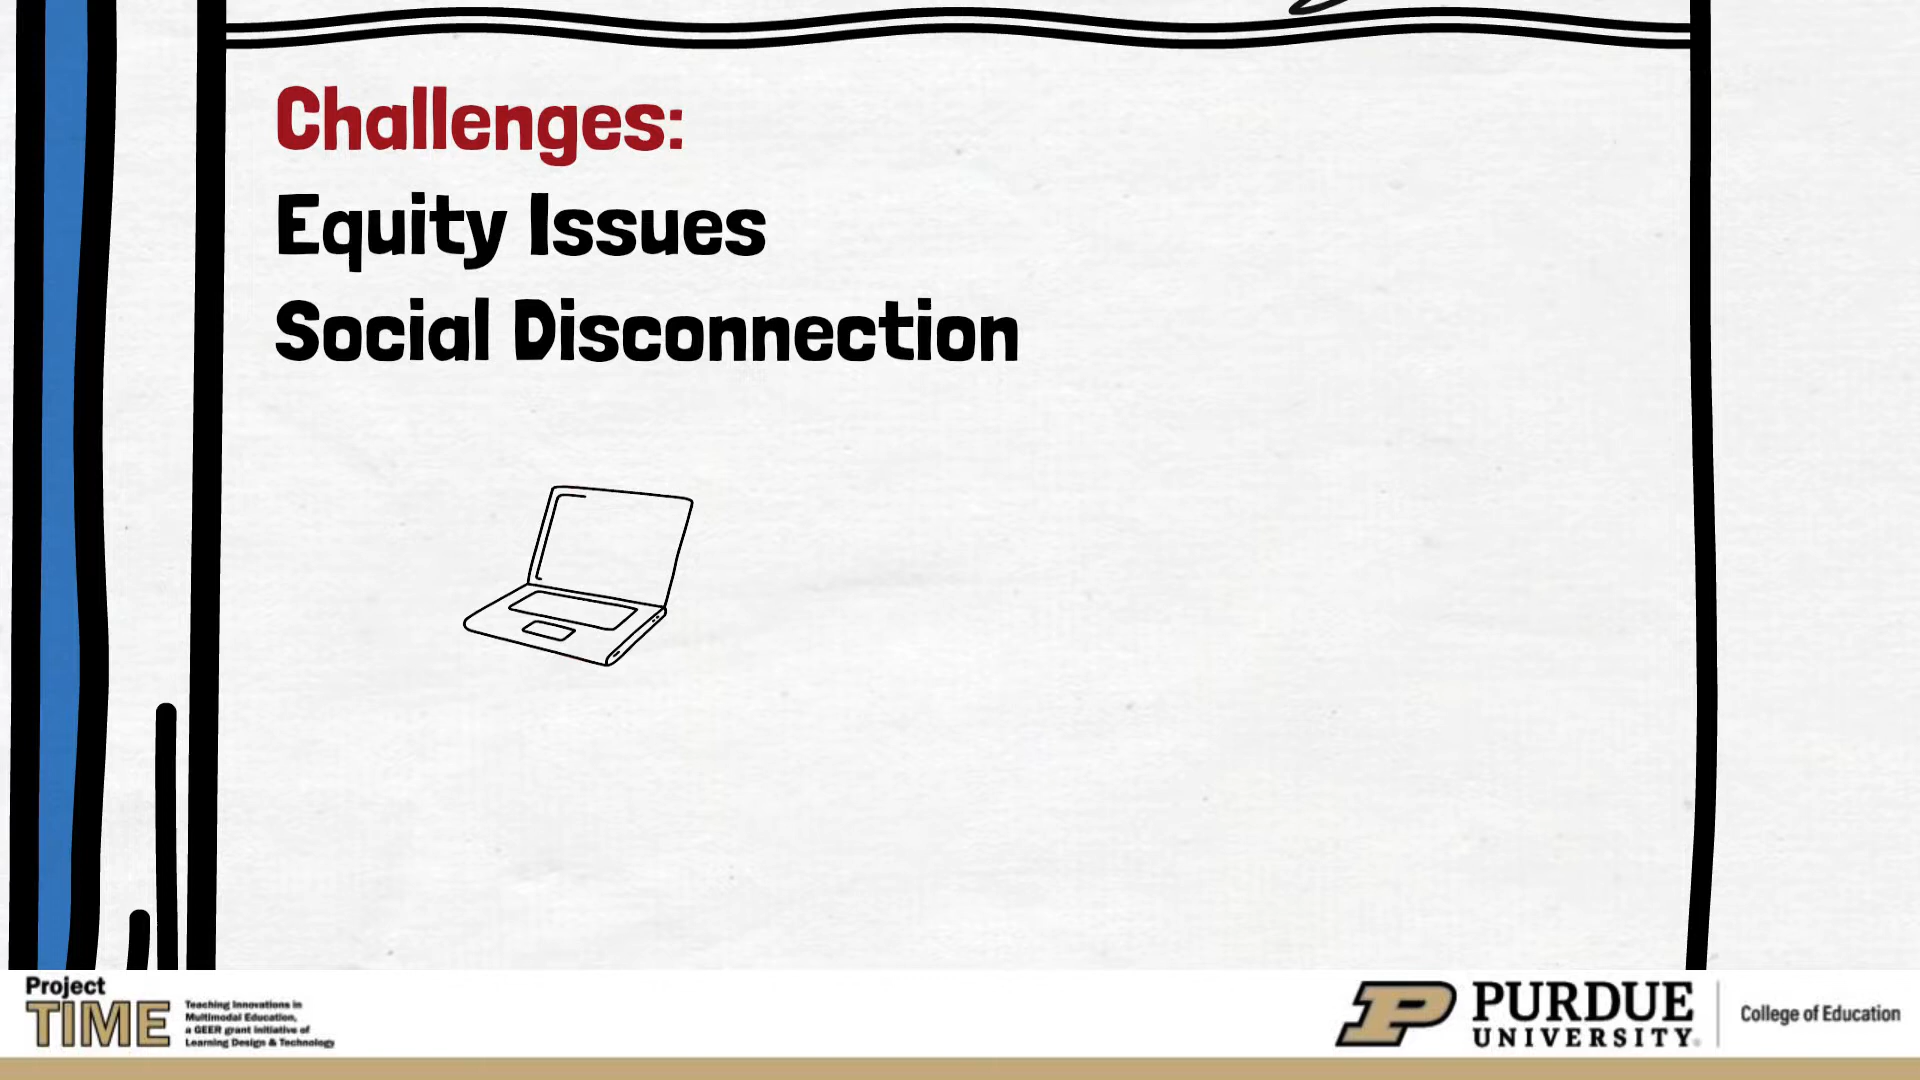 Challenges:
Equity Issues
Social Disconnection
Project
TIME
Teaching Innovations in
Multimodal Education,
a GEER grant initiative of
Learning Design & Technology
PURDUE
UNIVERSITY®
College of Education